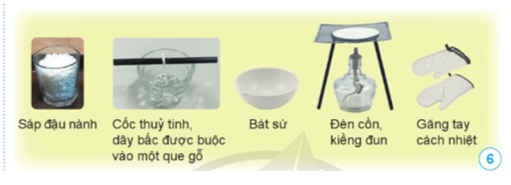 Sáp đậu nành
Cốc thuỷ tinh,
dây bấc được buộc
vào một que gỗ
Bát sứ
Đèn cồn,
kiềng đun
Găng tay
cách nhiệt
6